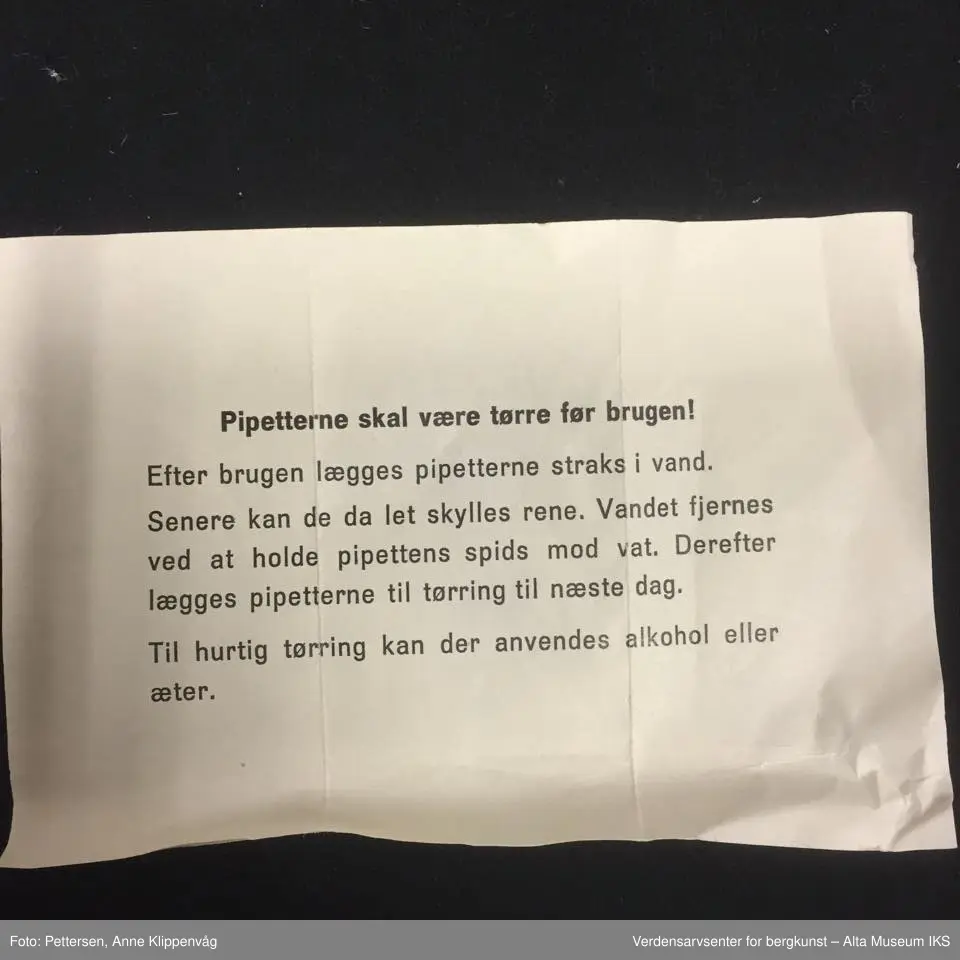 Pipetterne skal være tørre før brugen!
Efter brugen lægges pipetterne straks i vand.
Senere kan de da let skylles rene. Vandet fjernes
ved at holde pipettens spids mod vat. Derefter
lægges pipetterne til tørring til næste dag.
Til hurtig tørring kan der anvendes alkohol eller
æter.
Foto: Pettersen, Anne Klippenvåg
Verdensarvsenter for bergkunst – Alta Museum IKS